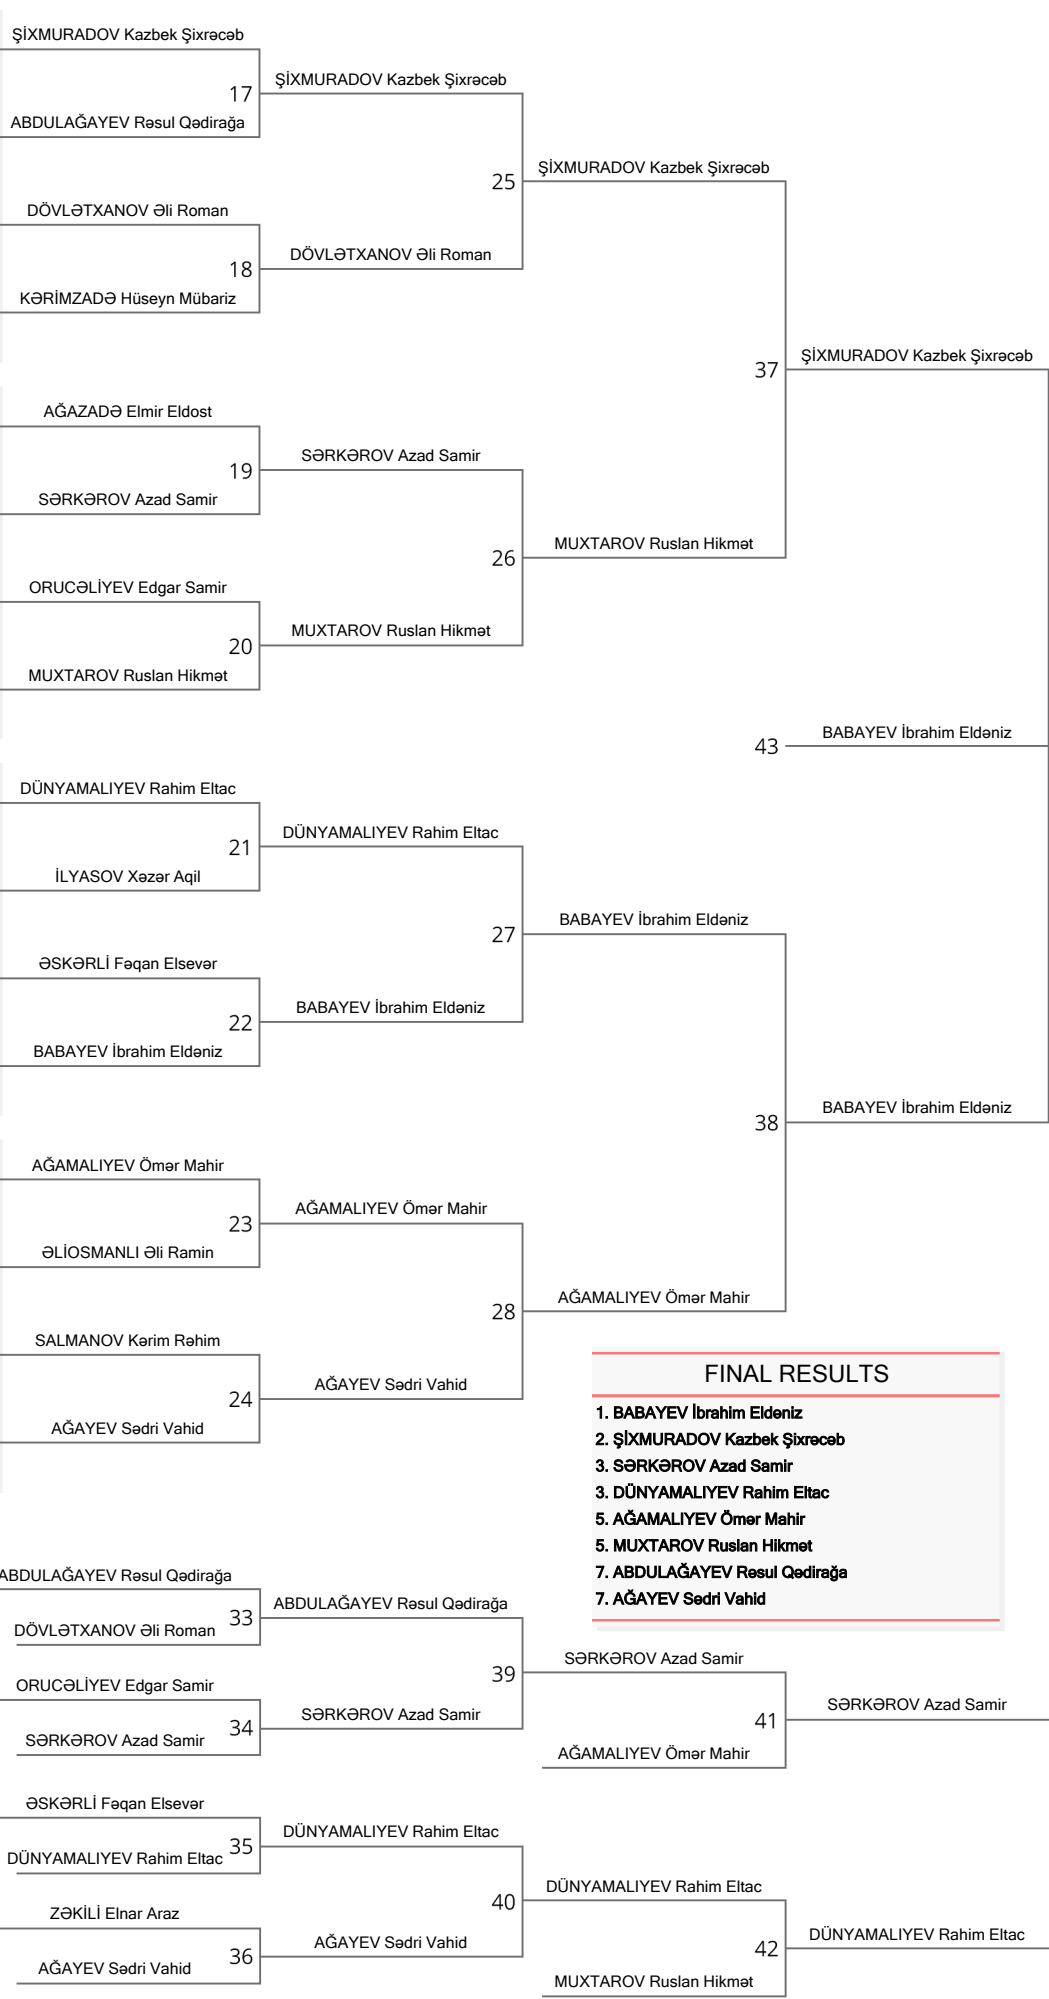 ŞİXMURADOV Kazbek Şixrəcəb
17
ŞİXMURADOV Kazbek Şixrəcəb
ABDULAĞAYEV Rəsul Qədirağa
25
ŞİXMURADOV Kazbek Şixrəcəb
DÖVLƏTXANOV Əli Roman
18
DÖVLƏTXANOV Əli Roman
KƏRİMZADƏ Hüseyn Mübariz
37
ŞİXMURADOV Kazbek Şixrəcəb
AĞAZADƏ Elmir Eldost
19
SƏRKƏROV Azad Samir
SƏRKƏROV Azad Samir
26
MUXTAROV Ruslan Hikmət
ORUCƏLİYEV Edgar Samir
20
MUXTAROV Ruslan Hikmət
MUXTAROV Ruslan Hikmət
43
BABAYEV İbrahim Eldəniz
DÜNYAMALIYEV Rahim Eltac
21
DÜNYAMALIYEV Rahim Eltac
İLYASOV Xəzər Aqil
27
BABAYEV İbrahim Eldəniz
ƏSKƏRLİ Fəqan Elsevər
22
BABAYEV İbrahim Eldəniz
BABAYEV İbrahim Eldəniz
38
BABAYEV İbrahim Eldəniz
AĞAMALIYEV Ömər Mahir
23
AĞAMALIYEV Ömər Mahir
ƏLİOSMANLI Əli Ramin
28
AĞAMALIYEV Ömər Mahir
SALMANOV Kərim Rəhim
24
AĞAYEV Sədri Vahid
AĞAYEV Sədri Vahid
FINAL RESULTS
1. BABAYEV İbrahim Eldəniz
2. ŞİXMURADOV Kazbek Şixrəcəb
3. SƏRKƏROV Azad Samir
3. DÜNYAMALIYEV Rahim Eltac
5. AĞAMALIYEV Ömər Mahir
5. MUXTAROV Ruslan Hikmət
7. ABDULAĞAYEV Rəsul Qədirağa
7. AĞAYEV Sədri Vahid
ABDULAĞAYEV Rəsul Qədirağa
33
ABDULAĞAYEV Rəsul Qədirağa
DÖVLƏTXANOV Əli Roman
39
SƏRKƏROV Azad Samir
ORUCƏLİYEV Edgar Samir
34
SƏRKƏROV Azad Samir
SƏRKƏROV Azad Samir
41
SƏRKƏROV Azad Samir
AĞAMALIYEV Ömər Mahir
ƏSKƏRLİ Fəqan Elsevər
35
DÜNYAMALIYEV Rahim Eltac
DÜNYAMALIYEV Rahim Eltac
40
DÜNYAMALIYEV Rahim Eltac
ZƏKİLİ Elnar Araz
36
AĞAYEV Sədri Vahid
AĞAYEV Sədri Vahid
42
DÜNYAMALIYEV Rahim Eltac
MUXTAROV Ruslan Hikmət